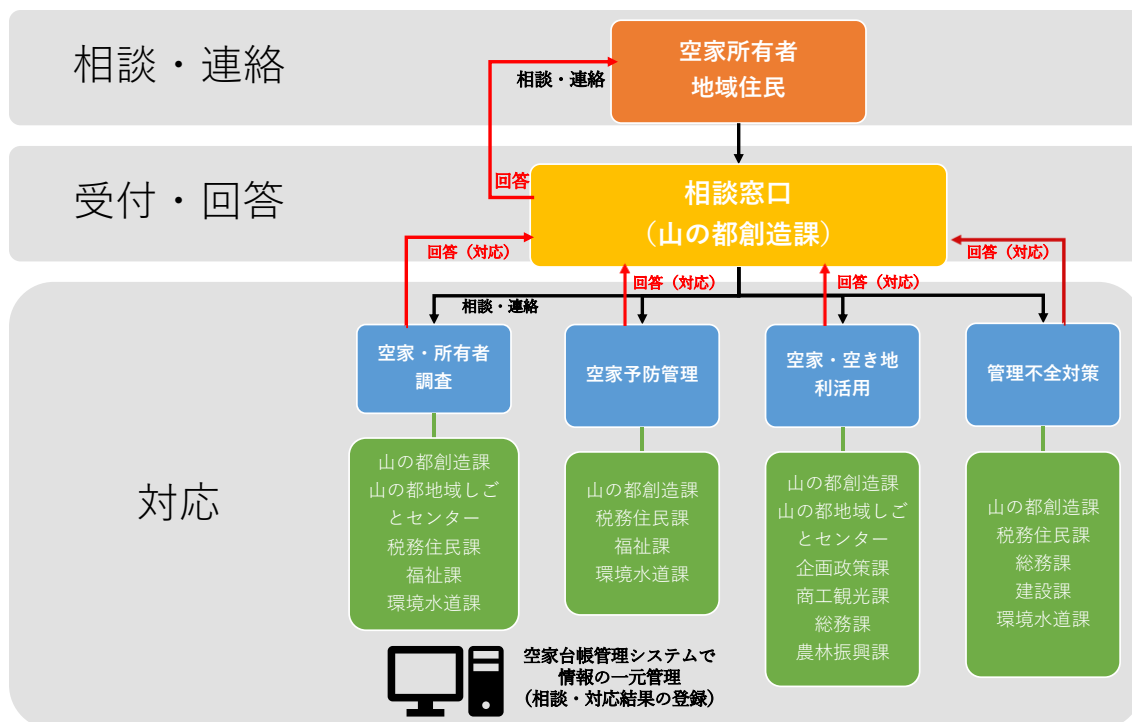 相談・連絡
空家所有者
地域住民
相談・連絡
受付・回答
回答
相談窓口
（山の都創造課）
回答（対応）
回答（対応）
回答（対応）
回答（対応）
対応
相談・連絡
空家・所有者
調査
空家予防管理
空家・空き地
利活用
管理不全対策
山の都創造課
山の都地域しご
とセンター
税務住民課
福祉課
環境水道課
山の都創造課
税務住民課
福祉課
環境水道課
山の都創造課
山の都地域しご
とセンター
企画政策課
商工観光課
総務課
農林振興課
山の都創造課
税務住民課
総務課
建設課
環境水道課
空家台帳管理システムで
情報の一元管理
（相談・対応結果の登録）